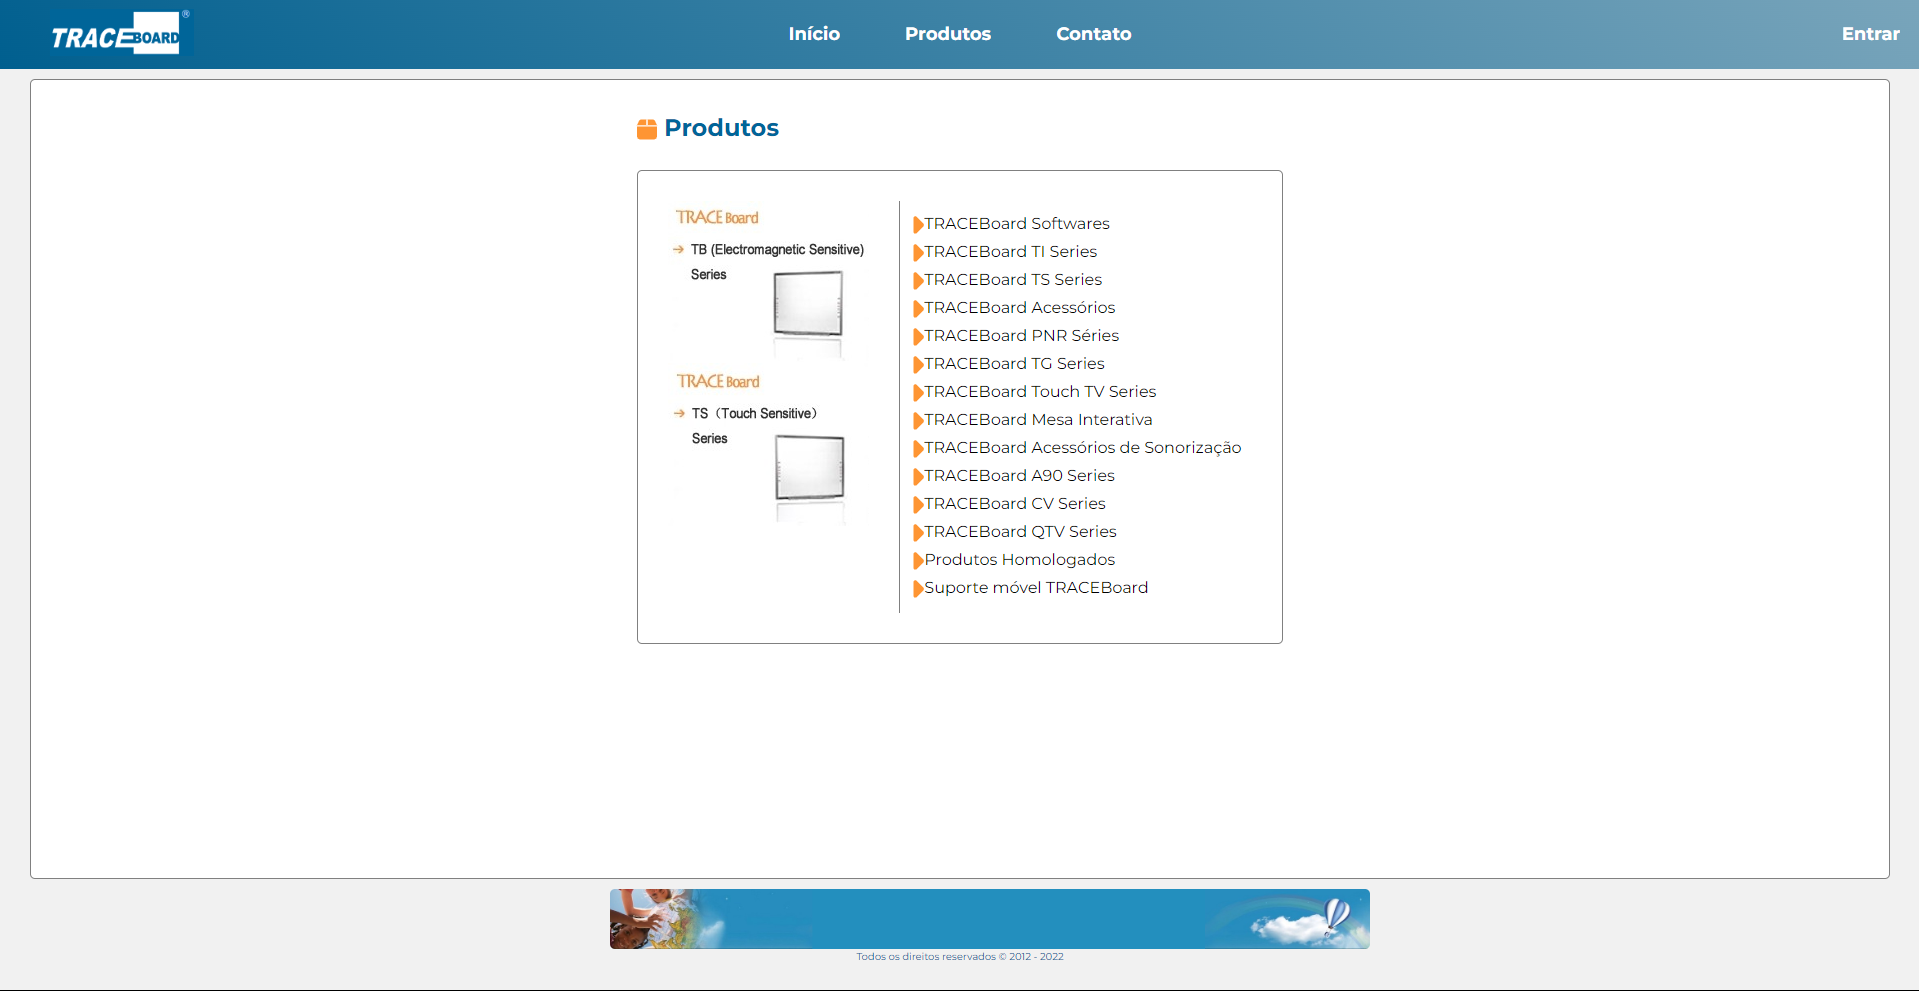 TRACEBOARD®
Início
Produtos
Contato
Entrar
Produtos
TRACE Board
TB (Electromagnetic Sensitive)
Series
TRACE Board
TS（Touch Sensitive）
Series
TRACEBoard Softwares
TRACEBoard TI Series
TRACEBoard TS Series
TRACEBoard Acessórios
TRACEBoard PNR Séries
TRACEBoard TG Series
TRACEBoard Touch TV Series
TRACEBoard Mesa Interativa
TRACEBoard Acessórios de Sonorização
TRACEBoard A90 Series
TRACEBoard CV Series
TRACEBoard QTV Series
Produtos Homologados
Suporte móvel TRACEBoard
Todos os direitos reservados © 2012 - 2022